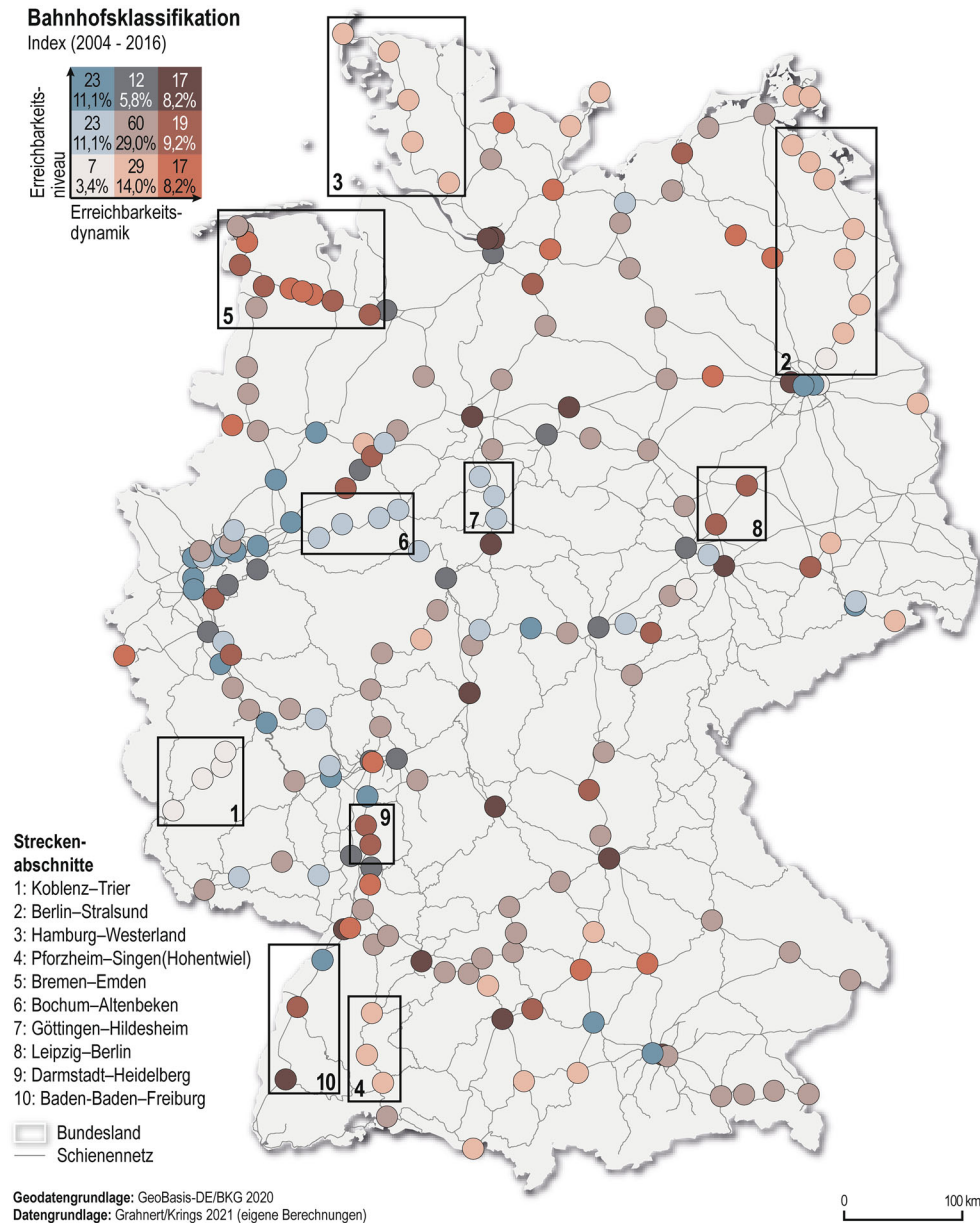 Bahnhofsklassifikation
Index (2004 - 2016)
Erreichbarkeits-
niveau
23 12 17
11,1% 5,8% 8,2%
23 60 19
11,1% 29,0% 9,2%
7 29 17
3,4% 14,0% 8,2%
Erreichbarkeits-
dynamik
3
2
5
7
8
6
1
9
10
4
Strecken-
abschnitte
1: Koblenz–Trier
2: Berlin–Stralsund
3: Hamburg–Westerland
4: Pforzheim–Singen(Hohentwiel)
5: Bremen–Emden
6: Bochum–Altenbeken
7: Göttingen–Hildesheim
8: Leipzig–Berlin
9: Darmstadt–Heidelberg
10: Baden-Baden–Freiburg
Bundesland
Schienennetz
Geodatengrundlage: GeoBasis-DE/BKG 2020
Datengrundlage: Grahnert/Krings 2021 (eigene Berechnungen)
0 100 km